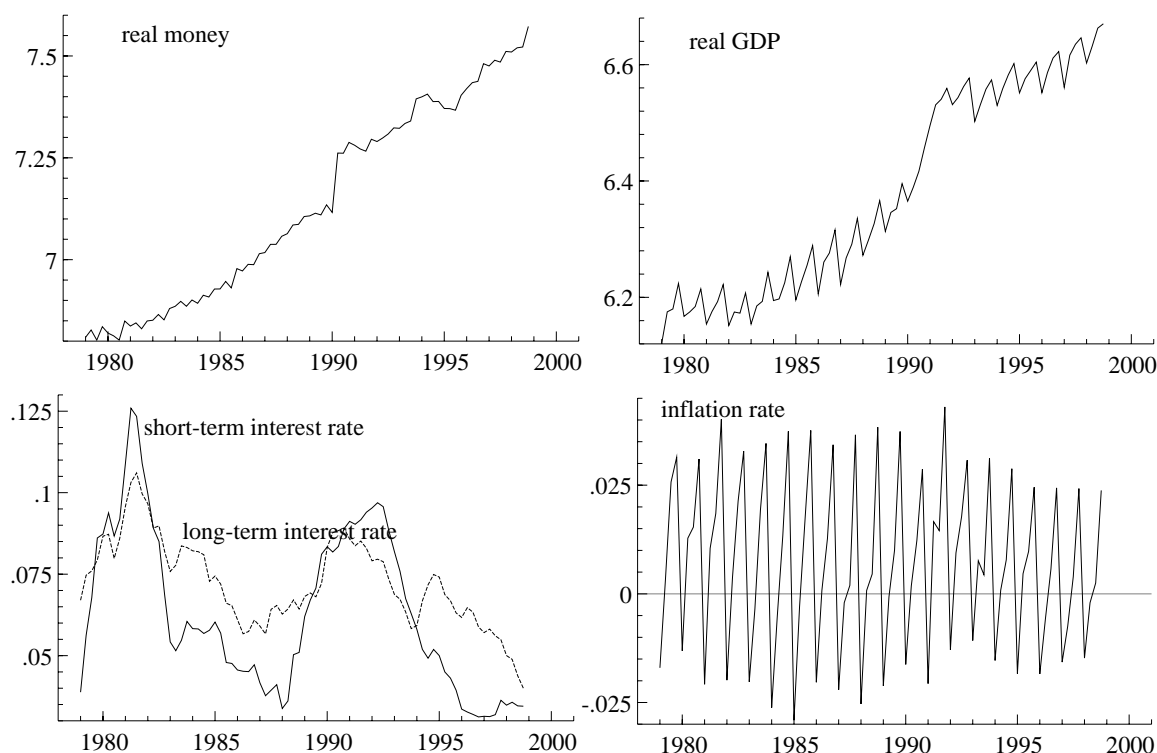 real money
7.5
7.25
7
1980 1985 1990 1995 2000
real GDP
6.6
6.4
6.2
1980 1985 1990 1995 2000
short-term interest rate
long-term interest rate
.125
.1
.075
.05
1980 1985 1990 1995 2000
inflation rate
.025
0
-.025
1980 1985 1990 1995 2000